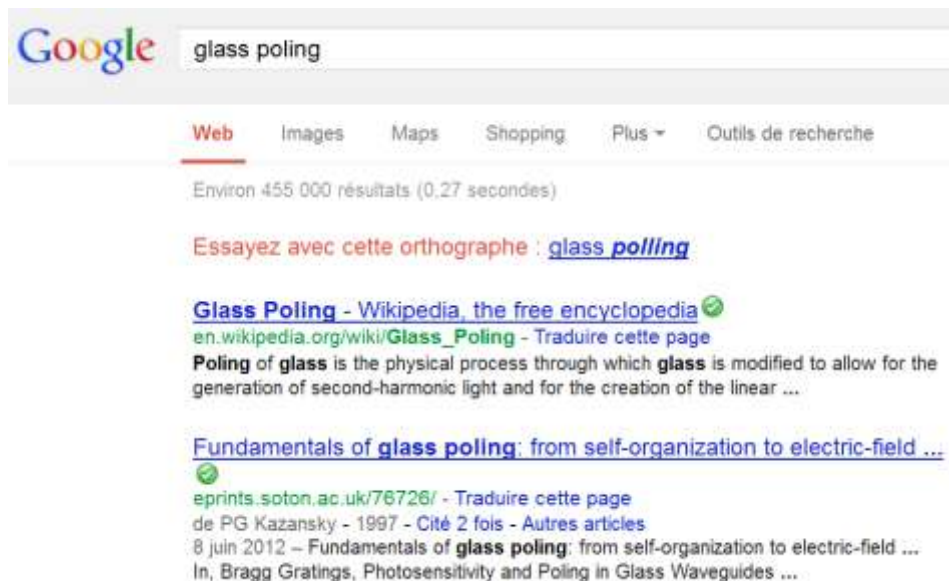 Google glass poling
Web Images Maps Shopping Plus Outils de recherche
Environ 455 000 résultats (0,27 secondes)
Essayez avec cette orthographe : glass polling
Glass Poling - Wikipedia, the free encyclopedia
en.wikipedia.org/wiki/Glass_Poling - Traduire cette page
Poling of glass is the physical process through which glass is modified to allow for the
generation of second-harmonic light and for the creation of the linear ...
Fundamentals of glass poling: from self-organization to electric-field ...
eprints.soton.ac.uk/76726/ - Traduire cette page
de PG Kazansky - 1997 - Cité 2 fois - Autres articles
8 juin 2012 – Fundamentals of glass poling: from self-organization to electric-field ...
In, Bragg Gratings, Photosensitivity and Poling in Glass Waveguides ...